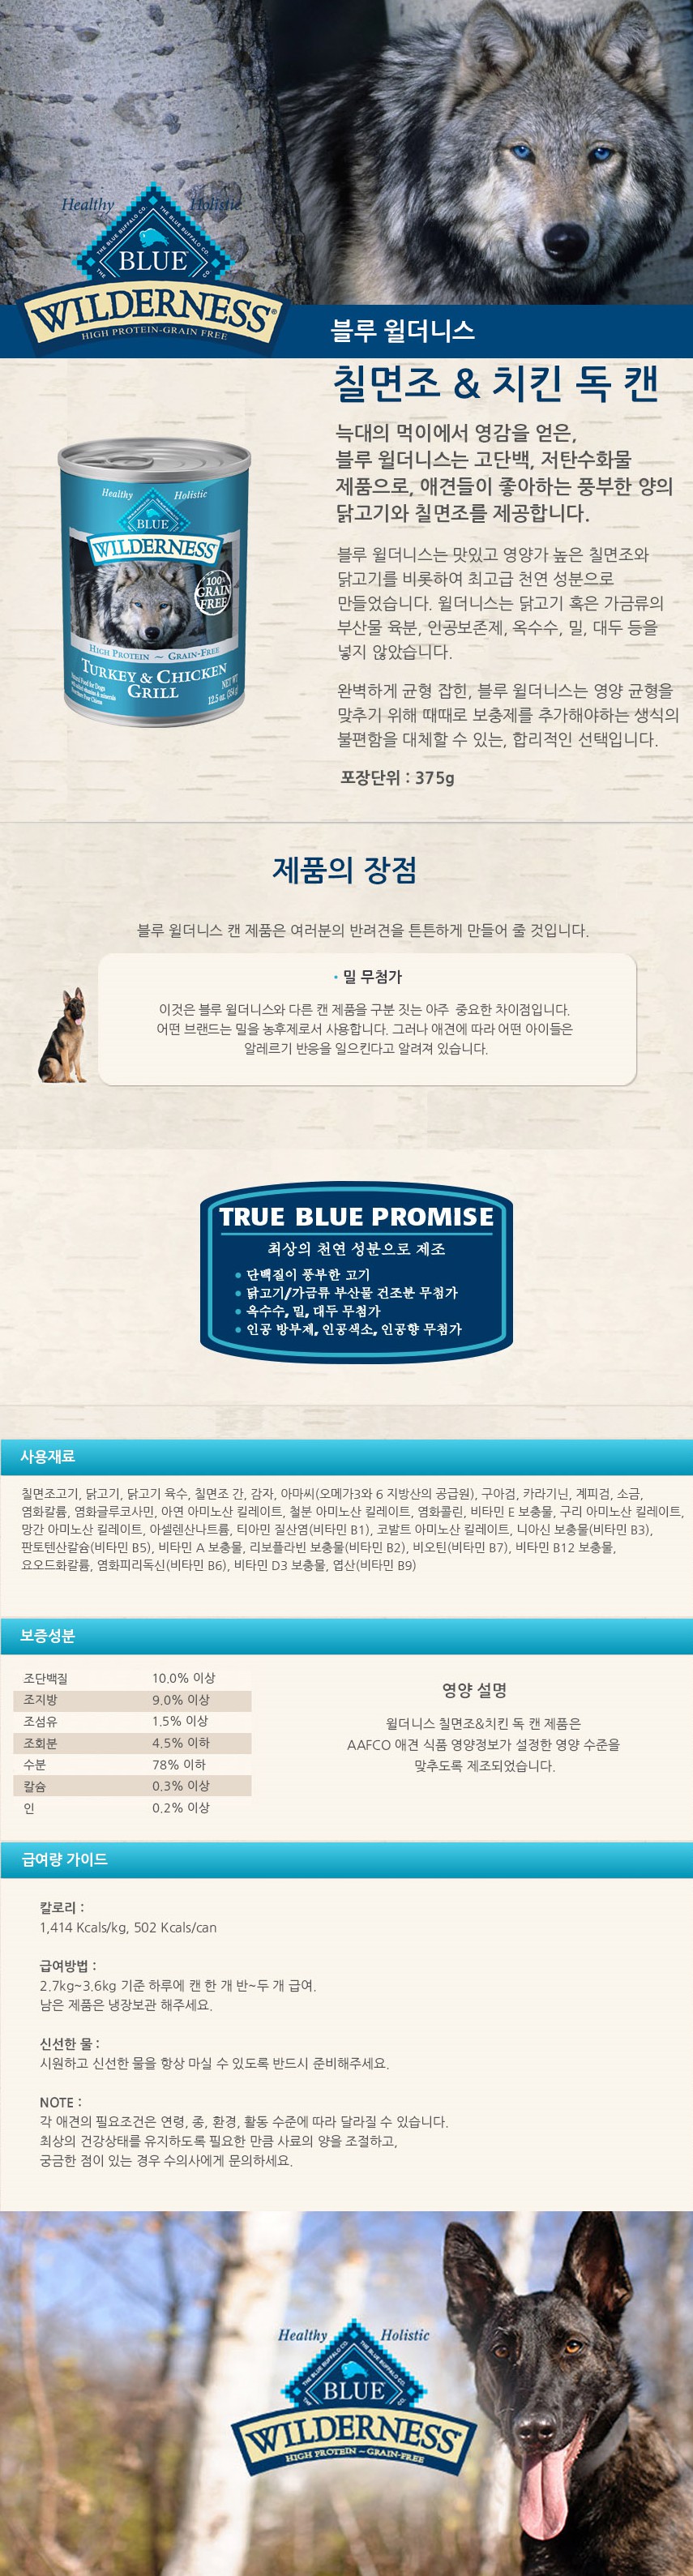 Healthy Holistic
THE BLUE BUFFALO CO.
THE BLUE BUFFALO CO.
BLUE
WILDERNESS®
HIGH PROTEIN-GRAIN FREE
블루 윌더니스
칠면조 & 치킨 독 캔
늑대의 먹이에서 영감을 얻은,
블루 윌더니스는 고단백, 저탄수화물
제품으로, 애견들이 좋아하는 풍부한 양의
닭고기와 칠면조를 제공합니다.
Healthy Holistic
BLUE
WILDERNESS
100%
GRAIN
FREE
HIGH PROTEIN ~ GRAIN-FREE
TURKEY & CHICKEN
GRILL
NET WT
12.5 oz.
블루 윌더니스는 맛있고 영양가 높은 칠면조와
닭고기를 비롯하여 최고급 천연 성분으로
만들었습니다. 윌더니스는 닭고기 혹은 가금류의
부산물 육분, 인공보존제, 옥수수, 밀, 대두 등을
넣지 않았습니다.
완벽하게 균형 잡힌, 블루 윌더니스는 영양 균형을
맞추기 위해 때때로 보충제를 추가해야하는 생식의
불편함을 대체할 수 있는, 합리적인 선택입니다.
포장단위 : 375g
제품의 장점
블루 윌더니스 캔 제품은 여러분의 반려견을 튼튼하게 만들어 줄 것입니다.
• 밀 무첨가
이것은 블루 윌더니스와 다른 캔 제품을 구분 짓는 아주 중요한 차이점입니다.
어떤 브랜드는 밀을 농후제로서 사용합니다. 그러나 애견에 따라 어떤 아이들은
알레르기 반응을 일으킨다고 알려져 있습니다.
TRUE BLUE PROMISE
최상의 천연 성분으로 제조
• 단백질이 풍부한 고기
• 닭고기/가금류 부산물 건조분 무첨가
• 옥수수, 밀, 대두 무첨가
• 인공 방부제, 인공색소, 인공향 무첨가
사용재료
칠면조고기, 닭고기, 닭고기 육수, 칠면조 간, 감자, 아마씨(오메가3와 6 지방산의 공급원), 구아검, 카라기닌, 계피검, 소금,
염화칼륨, 염화글루코사민, 아연 아미노산 킬레이트, 철분 아미노산 킬레이트, 염화콜린, 비타민 E 보충물, 구리 아미노산 킬레이트,
망간 아미노산 킬레이트, 아셀렌산나트륨, 티아민 질산염(비타민 B1), 코발트 아미노산 킬레이트, 니아신 보충물(비타민 B3),
판토텐산칼슘(비타민 B5), 비타민 A 보충물, 리보플라빈 보충물(비타민 B2), 비오틴(비타민 B7), 비타민 B12 보충물,
요오드화칼륨, 염화피리독신(비타민 B6), 비타민 D3 보충물, 엽산(비타민 B9)
보증성분
조단백질 10.0% 이상
조지방 9.0% 이상
조섬유 1.5% 이상
조회분 4.5% 이하
수분 78% 이하
칼슘 0.3% 이상
인 0.2% 이상
영양 설명
윌더니스 칠면조&치킨 독 캔 제품은
AAFCO 애견 식품 영양정보가 설정한 영양 수준을
맞추도록 제조되었습니다.
급여량 가이드
칼로리 :
1,414 Kcals/kg, 502 Kcals/can
급여방법 :
2.7kg~3.6kg 기준 하루에 캔 한 개 반~두 개 급여.
남은 제품은 냉장보관 해주세요.
신선한 물 :
시원하고 신선한 물을 항상 마실 수 있도록 반드시 준비해주세요.
NOTE :
각 애견의 필요조건은 연령, 종, 환경, 활동 수준에 따라 달라질 수 있습니다.
최상의 건강상태를 유지하도록 필요한 만큼 사료의 양을 조절하고,
궁금한 점이 있는 경우 수의사에게 문의하세요.
Healthy Holistic
THE BLUE BUFFALO CO.
THE BLUE BUFFALO CO.
BLUE
WILDERNESS
HIGH PROTEIN ~ GRAIN-FREE